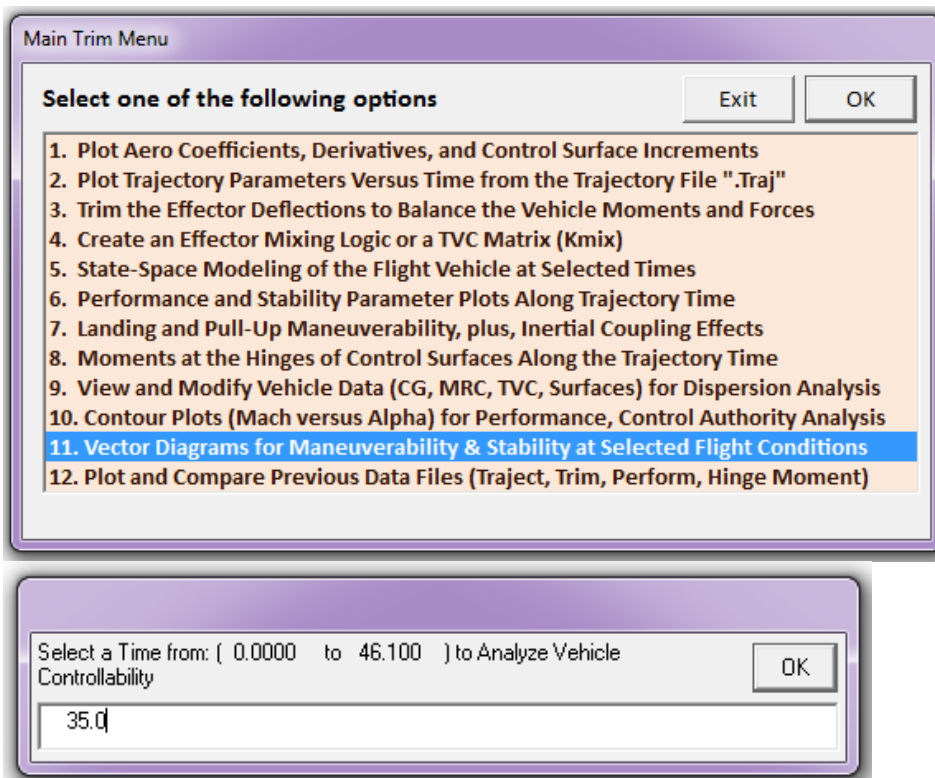 Main Trim Menu
Select one of the following options
Exit
OK
1. Plot Aero Coefficients, Derivatives, and Control Surface Increments
2. Plot Trajectory Parameters Versus Time from the Trajectory File ".Traj"
3. Trim the Effector Deflections to Balance the Vehicle Moments and Forces
4. Create an Effector Mixing Logic or a TVC Matrix (Kmix)
5. State-Space Modeling of the Flight Vehicle at Selected Times
6. Performance and Stability Parameter Plots Along Trajectory Time
7. Landing and Pull-Up Maneuverability, plus, Inertial Coupling Effects
8. Moments at the Hinges of Control Surfaces Along the Trajectory Time
9. View and Modify Vehicle Data (CG, MRC, TVC, Surfaces) for Dispersion Analysis
10. Contour Plots (Mach versus Alpha) for Performance, Control Authority Analysis
11. Vector Diagrams for Maneuverability & Stability at Selected Flight Conditions
12. Plot and Compare Previous Data Files (Traject, Trim, Perform, Hinge Moment)
Select a Time from: ( 0.0000 to 46.100 ) to Analyze Vehicle
Controllability
OK
35.0